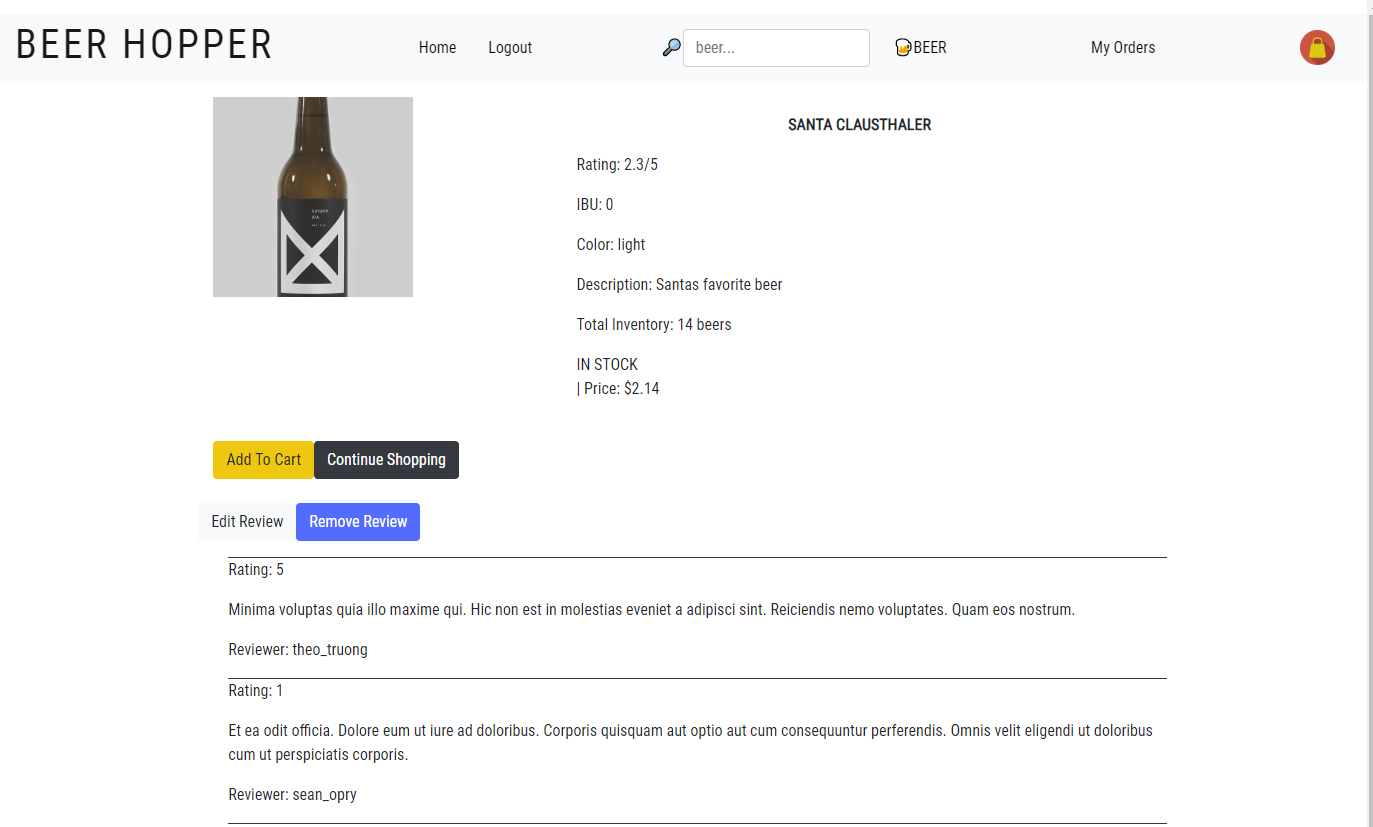 BEER HOPPER
Home
Logout
beer...
BEER
My Orders
IPA
SANTA CLAUSTHALER
Rating: 2.3/5
IBU: 0
Color: light
Description: Santas favorite beer
Total Inventory: 14 beers
IN STOCK
| Price: $2.14
Add To Cart
Continue Shopping
Edit Review
Remove Review
Rating: 5
Minima voluptas quia illo maxime qui. Hic non est in molestias eveniet a adipisci sint. Reiciendis nemo voluptates. Quam eos nostrum.
Reviewer: theo_truong
Rating: 1
Et ea odit officia. Dolore eum ut iure ad doloribus. Corporis quisquam aut optio aut cum consequuntur perferendis. Omnis velit eligendi ut doloribus
cum ut perspiciatis corporis.
Reviewer: sean_opry